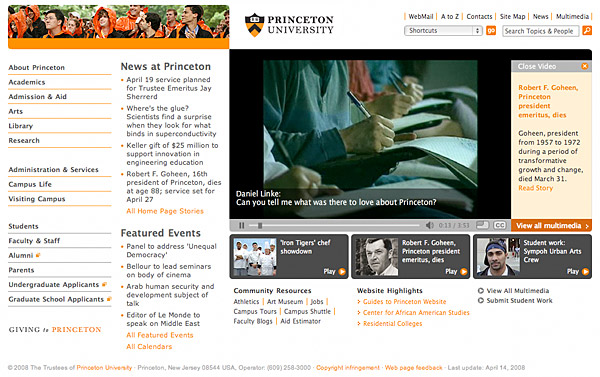 PRINCETON
UNIVERSITY
WebMail | A to Z | Contacts | Site Map | News | Multimedia
Shortcuts
go
Search Topics & People
About Princeton
Academics
Admission & Aid
Arts
Library
Research
Administration & Services
Campus Life
Visiting Campus
Students
Faculty & Staff
Alumni
Parents
Undergraduate Applicants
Graduate School Applicants
GIVING to PRINCETON
News at Princeton
• April 19 service planned
for Trustee Emeritus Jay
Sherrerd
• Where's the glue?
Scientists find a surprise
when they look for what
binds in superconductivity
• Keller gift of $25 million to
support innovation in
engineering education
• Robert F. Goheen, 16th
president of Princeton, dies
at age 88; service set for
April 27
All Home Page Stories
Featured Events
• Panel to address 'Unequal
Democracy'
• Bellour to lead seminars
on body of cinema
• Arab human security and
development subject of
talk
• Editor of Le Monde to
speak on Middle East
All Featured Events
All Calendars
Daniel Linke:
Can you tell me what was there to love about Princeton?
0:13 / 3:53
CC
Close Video
Robert F. Goheen,
Princeton
president
emeritus, dies
Goheen, president
from 1957 to 1972
during a period of
transformative
growth and change,
died March 31.
Read Story
View all multimedia
'Iron Tigers' chef
showdown
Play
Robert F. Goheen,
Princeton president
emeritus, dies
Play
Student work:
Sympoh Urban Arts
Crew
Play
Community Resources
Athletics | Art Museum | Jobs |
Campus Tours | Campus Shuttle |
Faculty Blogs | Aid Estimator
Website Highlights
• Guides to Princeton Website
• Center for African American Studies
• Residential Colleges
View All Multimedia
Submit Student Work
© 2008 The Trustees of Princeton University · Princeton, New Jersey 08544 USA, Operator: (609) 258-3000 · Copyright infringement · Web page feedback · Last update: April 14, 2008